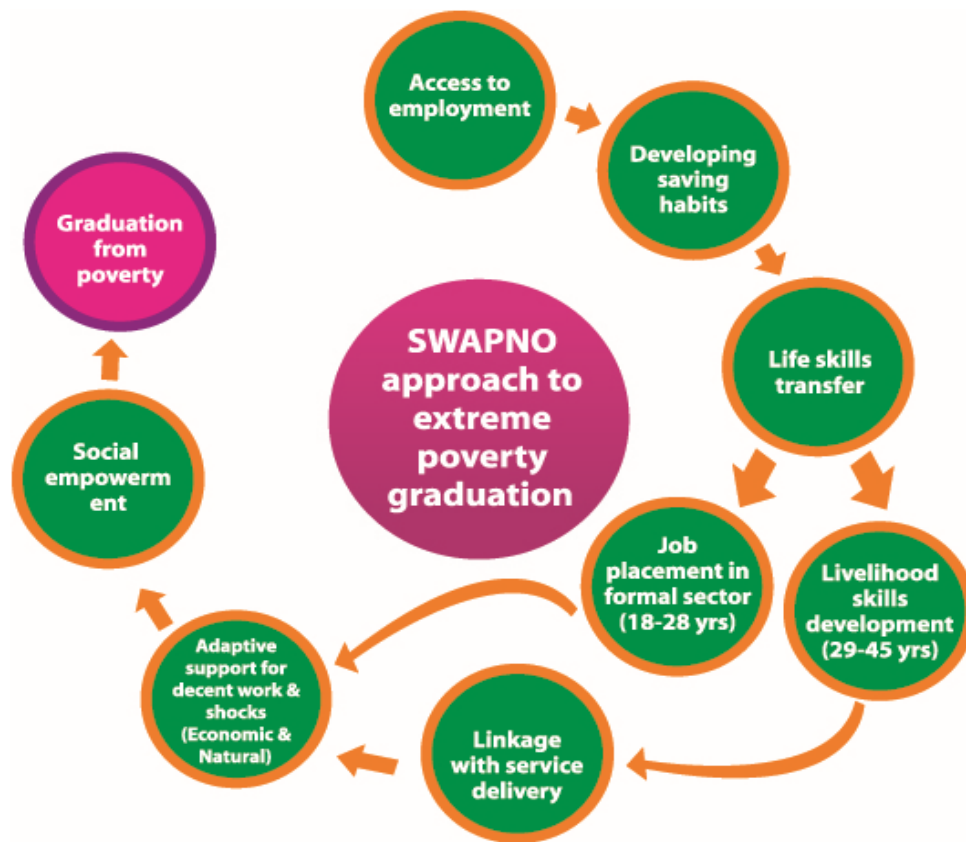 Access to
employment
Developing
saving
habits
Life skills
transfer
Job
placement in
formal sector
(18-28 yrs)
Livelihood
skills
development
(29-45 yrs)
Linkage
with service
delivery
Adaptive
support for
decent work &
shocks
(Economic &
Natural)
Social
empowerm
ent
Graduation
from
poverty
SWAPNO
approach to
extreme
poverty
graduation